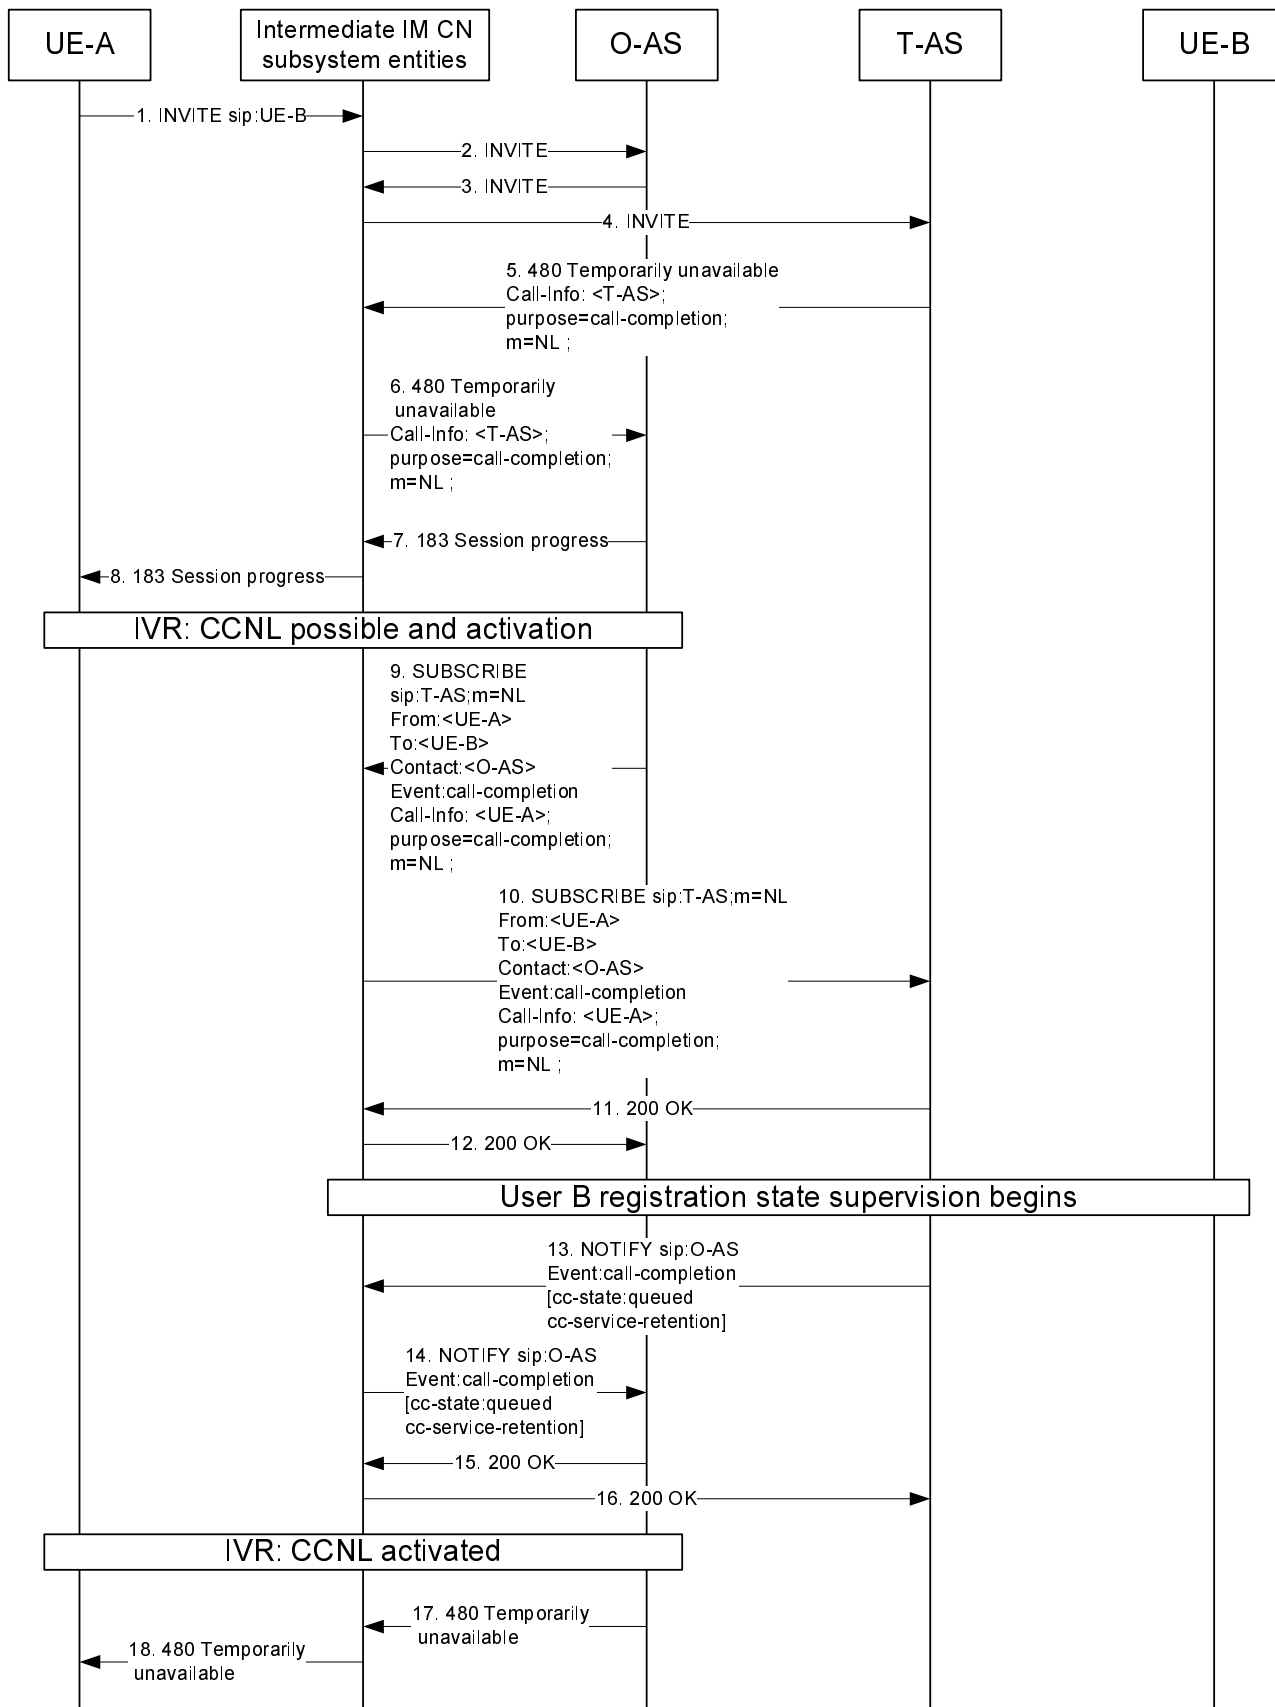 UE-A
Intermediate IM CN
subsystem entities
O-AS
T-AS
UE-B
1. INVITE sip:UE-B
2. INVITE
3. INVITE
4. INVITE
5. 480 Temporarily unavailable
Call-Info: <T-AS>;
purpose=call-completion;
m=NL ;
6. 480 Temporarily
unavailable
Call-Info: <T-AS>;
purpose=call-completion;
m=NL ;
7. 183 Session progress
8. 183 Session progress
IVR: CCNL possible and activation
9. SUBSCRIBE
sip:T-AS;m=NL
From:<UE-A>
To:<UE-B>
Contact:<O-AS>
Event:call-completion
Call-Info: <UE-A>;
purpose=call-completion;
m=NL ;
10. SUBSCRIBE sip:T-AS;m=NL
From:<UE-A>
To:<UE-B>
Contact:<O-AS>
Event:call-completion
Call-Info: <UE-A>;
purpose=call-completion;
m=NL ;
11. 200 OK
12. 200 OK
User B registration state supervision begins
13. NOTIFY sip:O-AS
Event:call-completion
[cc-state:queued
cc-service-retention]
14. NOTIFY sip:O-AS
Event:call-completion
[cc-state:queued
cc-service-retention]
15. 200 OK
16. 200 OK
IVR: CCNL activated
17. 480 Temporarily
unavailable
18. 480 Temporarily
unavailable